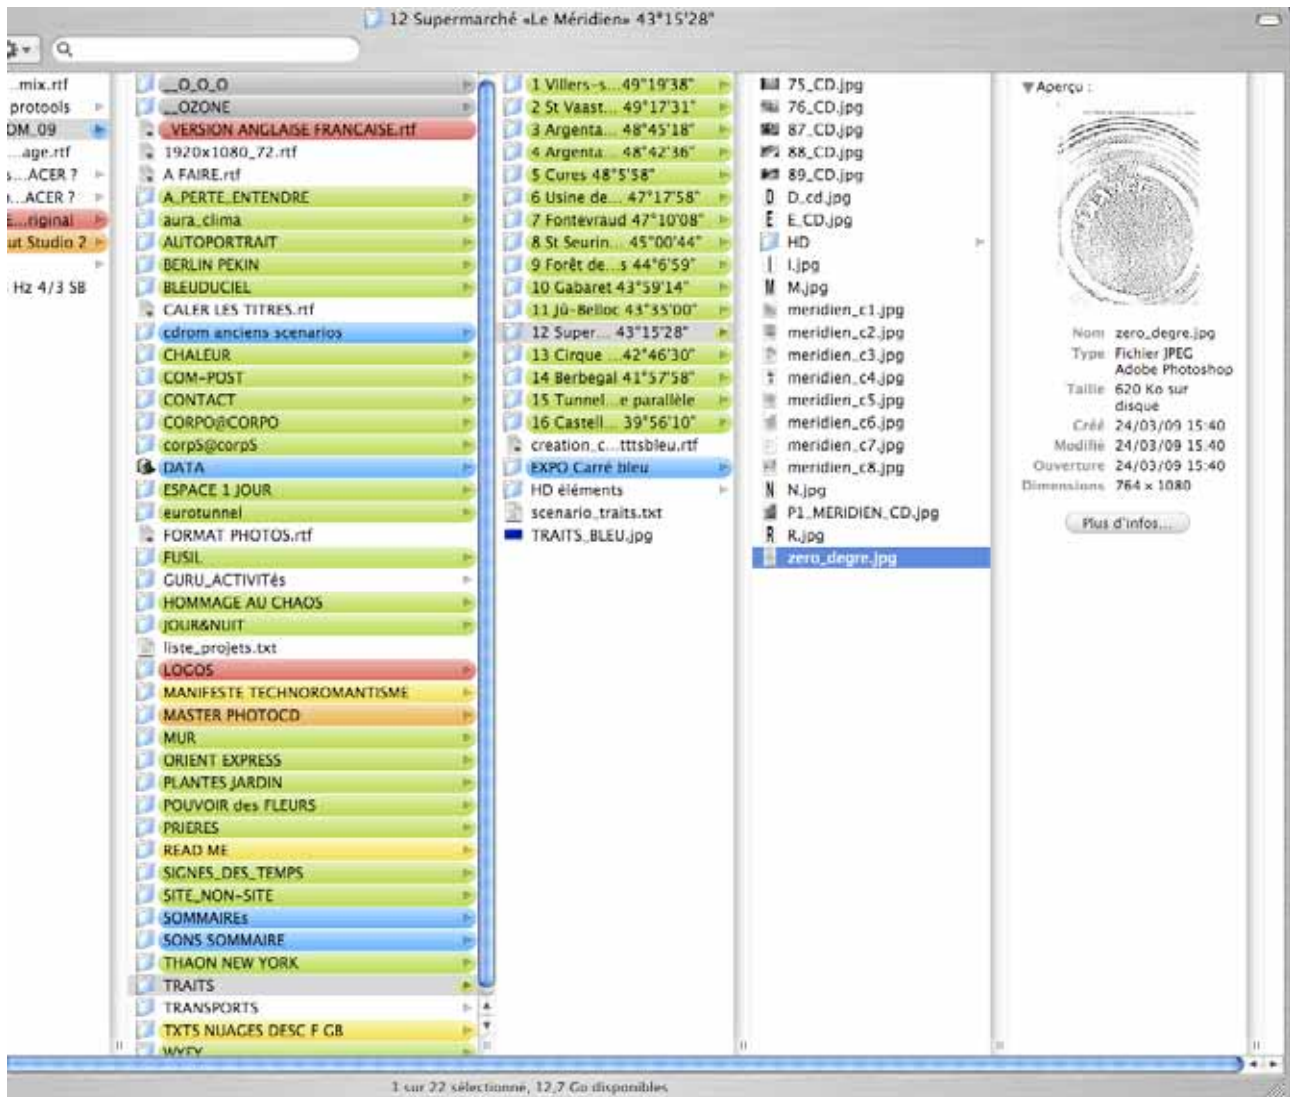 12 Supermarché «Le Méridien» 43°15'28"
...mix.rtf
protools
OM_09
...age.rtf
s...ACER ?
...ACER ?
E...riginal
ut Studio 2
Hz 4/3 SB
__O_O_O
__OZONE
_VERSION ANGLAISE FRANCAISE.rtf
1920x1080_72.rtf
A FAIRE.rtf
A_PERTE_ENTENDRE
aura_clima
AUTOPORTRAIT
BERLIN PEKIN
BLEUDUCIEL
CALER LES TITRES.rtf
cdrom anciens scenarios
CHALEUR
COM-POST
CONTACT
CORPO@CORPO
corpS@corpS
DATA
ESPACE 1 JOUR
eurotunnel
FORMAT PHOTOS.rtf
FUSIL
GURU_ACTIVITés
HOMMAGE AU CHAOS
JOUR&NUIT
liste_projets.txt
LOGOS
MANIFESTE TECHNOROMANTISME
MASTER PHOTOCD
MUR
ORIENT EXPRESS
PLANTES JARDIN
POUVOIR des FLEURS
PRIERES
READ ME
SIGNES_DES_TEMPS
SITE_NON-SITE
SOMMAIREs
SONS SOMMAIRE
THAON NEW YORK
TRAITS
TRANSPORTS
TXTS NUAGES DESC F GB
1 Villers-s... 49°19'38"
2 St Vaast... 49°17'31"
3 Argenta... 48°45'18"
4 Argenta... 48°42'36"
5 Cures 48°5'58"
6 Usine de... 47°17'58"
7 Fontevraud 47°10'08"
8 St Seurin... 45°00'44"
9 Forêt de...s 44°6'59"
10 Gabaret 43°59'14"
11 Jû-Belloc 43°35'00"
12 Super... 43°15'28"
13 Cirque ...42°46'30"
14 Berbegal 41°57'58"
15 Tunnel...e parallèle
16 Castell... 39°56'10"
creation_c...tttsbleu.rtf
EXPO Carré bleu
HD éléments
scenario_traits.txt
TRAITS_BLEU.jpg
75_CD.jpg
76_CD.jpg
87_CD.jpg
88_CD.jpg
89_CD.jpg
D_cd.jpg
E_CD.jpg
HD
I.jpg
M.jpg
meridien_c1.jpg
meridien_c2.jpg
meridien_c3.jpg
meridien_c4.jpg
meridien_c5.jpg
meridien_c6.jpg
meridien_c7.jpg
meridien_c8.jpg
N.jpg
P1_MERIDIEN_CD.jpg
R.jpg
zero_degre.jpg
Aperçu :
Nom zero_degre.jpg
Type Fichier JPEG
Adobe Photoshop
Taille 620 Ko sur
disque
Créé 24/03/09 15:40
Modifié 24/03/09 15:40
Ouverture 24/03/09 15:40
Dimensions 764 x 1080
Plus d'infos...
1 sur 22 sélectionné, 12,7 Go disponibles